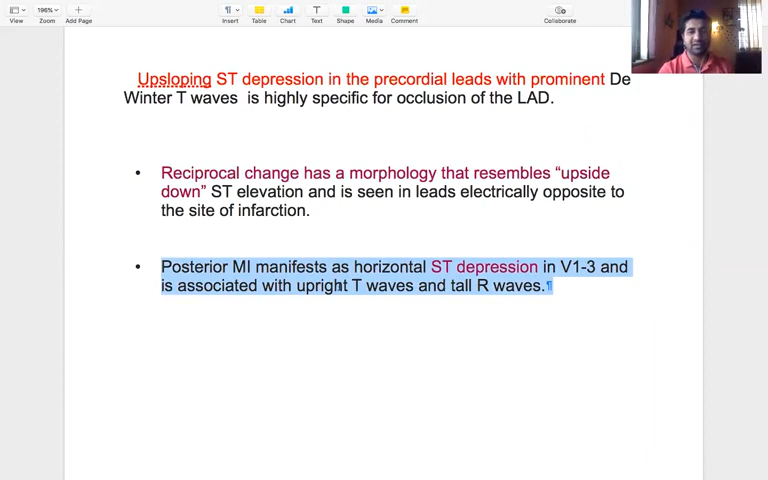 196%
View
Zoom
Add Page
Insert
Table
Chart
Text
Shape
Media
Comment
Collaborate
Upsloping ST depression in the precordial leads with prominent De
Winter T waves is highly specific for occlusion of the LAD.
• Reciprocal change has a morphology that resembles “upside
down” ST elevation and is seen in leads electrically opposite to
the site of infarction.
• Posterior MI manifests as horizontal ST depression in V1-3 and
is associated with upright T waves and tall R waves.¶